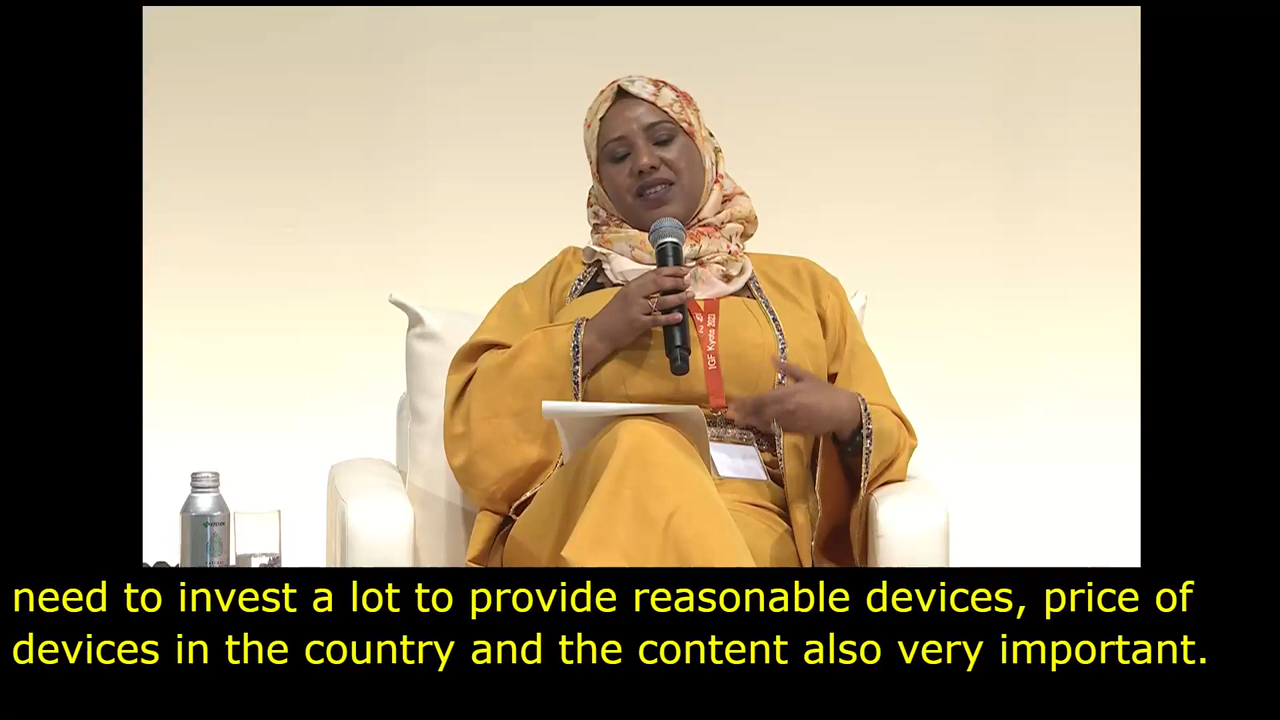 IGF Kyoto 2023
need to invest a lot to provide reasonable devices, price of
devices in the country and the content also very important.